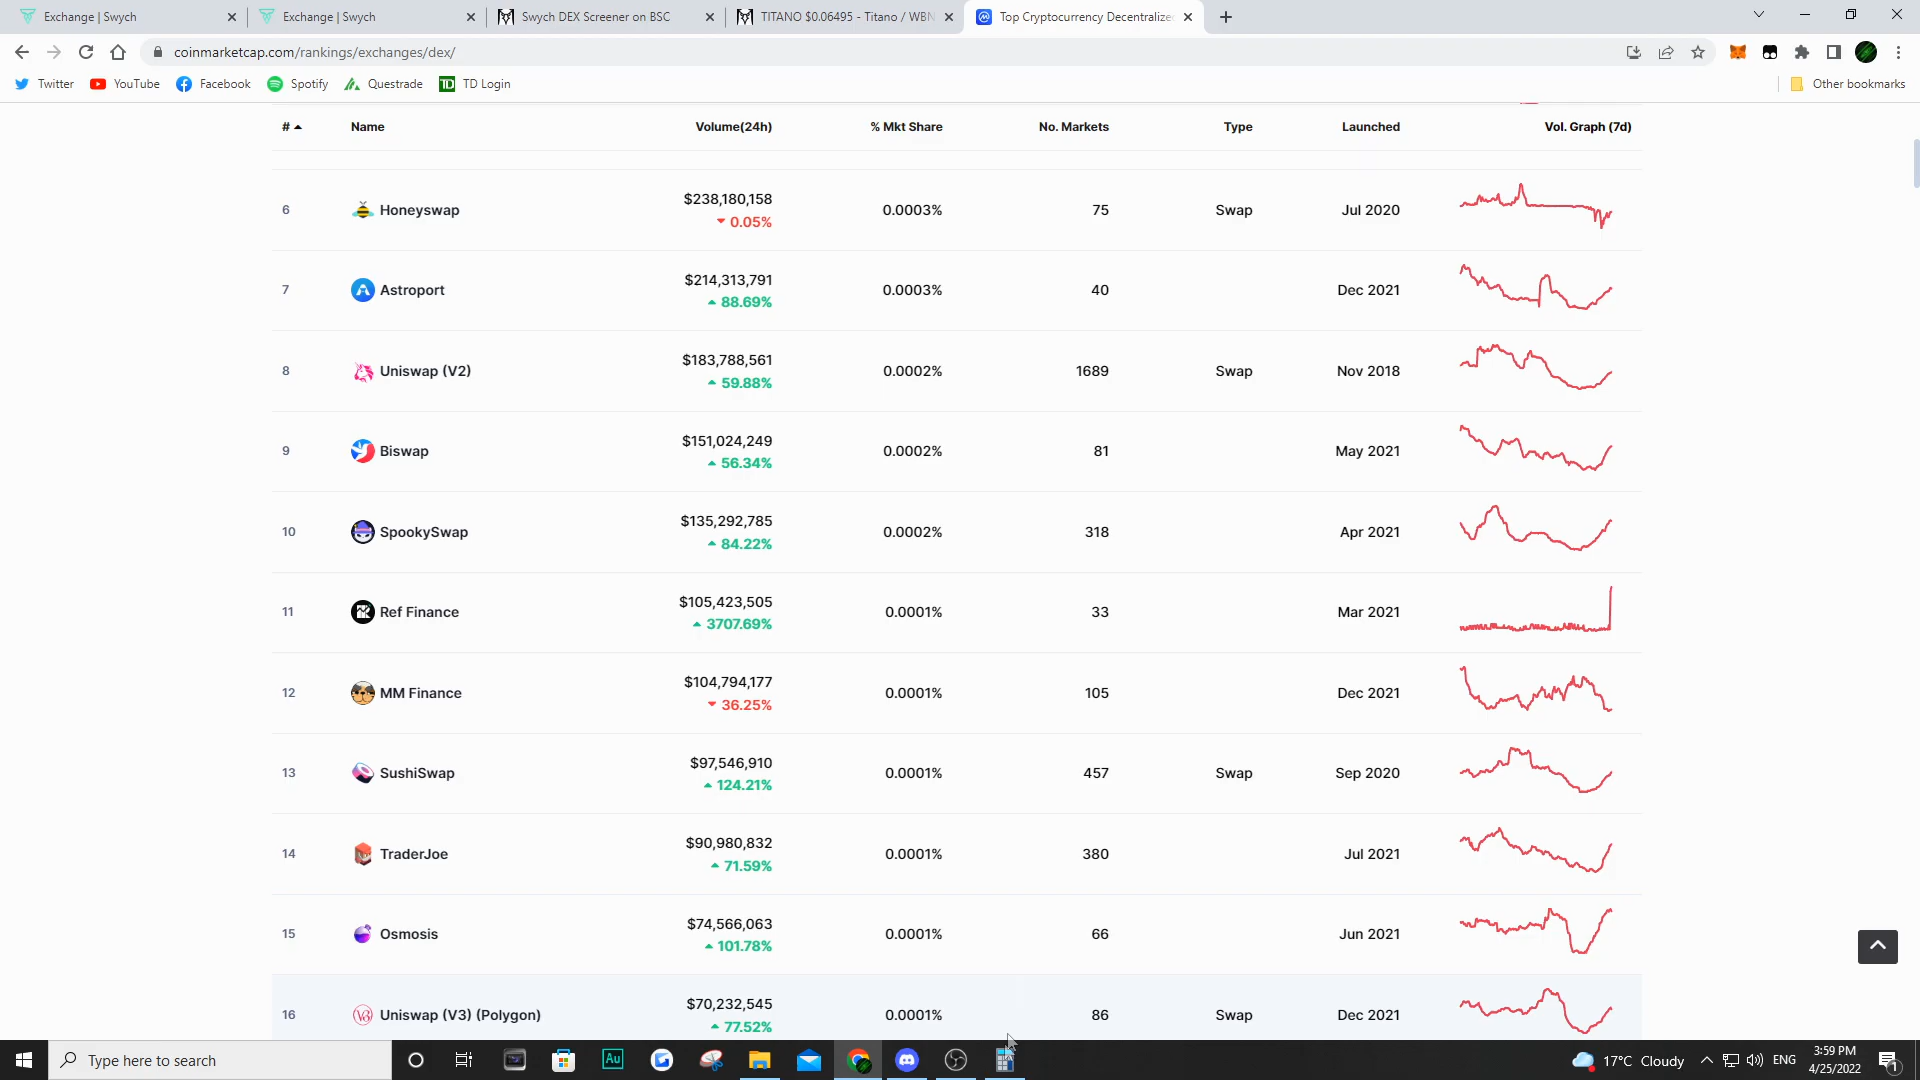 Exchange | Swych
Exchange | Swych
Swych DEX Screener on BSC
TITANO $0.06495 - Titano / WBN
Top Cryptocurrency Decentralize
coinmarketcap.com/rankings/exchanges/dex/
Twitter YouTube Facebook Spotify Questrade TD Login Other bookmarks
# Name Volume(24h) % Mkt Share No. Markets Type Launched Vol. Graph (7d)
6 Honeyswap $238,180,158 0.0003% 75 Swap Jul 2020
0.05%
7 Astroport $214,313,791 0.0003% 40 Dec 2021
88.69%
8 Uniswap (V2) $183,788,561 0.0002% 1689 Swap Nov 2018
59.88%
9 Biswap $151,024,249 0.0002% 81 May 2021
56.34%
10 SpookySwap $135,292,785 0.0002% 318 Apr 2021
84.22%
11 Ref Finance $105,423,505 0.0001% 33 Mar 2021
3707.69%
12 MM Finance $104,794,177 0.0001% 105 Dec 2021
36.25%
13 SushiSwap $97,546,910 0.0001% 457 Swap Sep 2020
124.21%
14 TraderJoe $90,980,832 0.0001% 380 Jul 2021
71.59%
15 Osmosis $74,566,063 0.0001% 66 Jun 2021
101.78%
16 Uniswap (V3) (Polygon) $70,232,545 0.0001% 86 Swap Dec 2021
77.52%
Type here to search
Au
17°C Cloudy
ENG
3:59 PM
4/25/2022
1